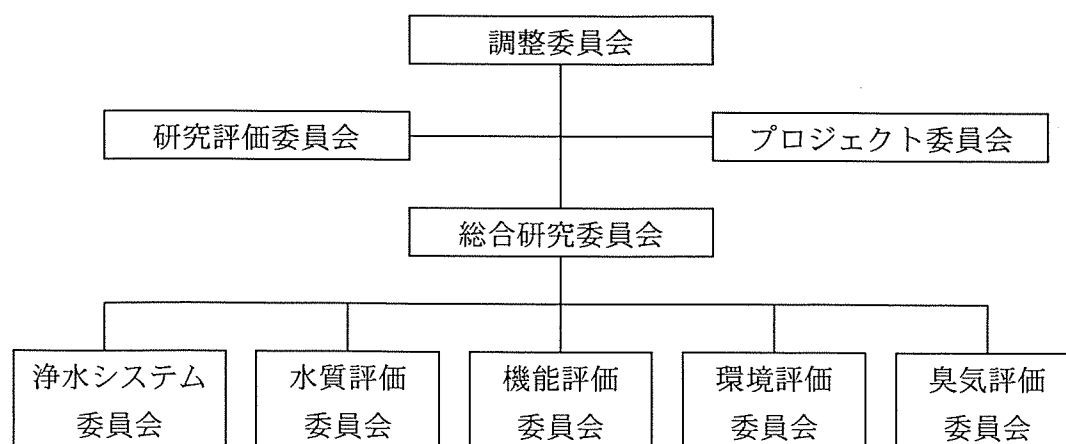 調整委員会
研究評価委員会
プロジェクト委員会
総合研究委員会
浄水システム
委員会
水質評価
委員会
機能評価
委員会
環境評価
委員会
臭気評価
委員会